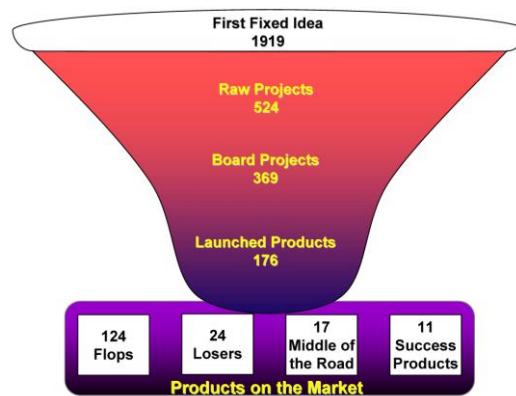 First Fixed Idea
1919
Raw Projects
524
Board Projects
369
Launched Products
176
124
Flops
24
Losers
17
Middle of
the Road
11
Success
Products
Products on the Market